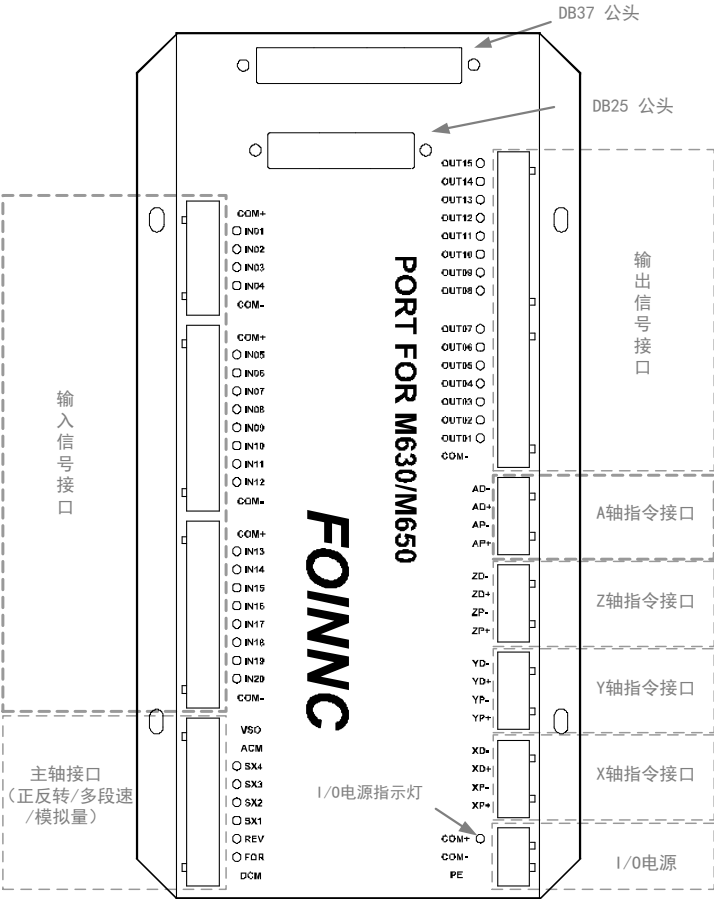 DB37 公头
DB25 公头
OUT15
OUT14
OUT13
OUT12
OUT11
OUT10
OUT09
OUT08
OUT07
OUT06
OUT05
OUT04
OUT03
OUT02
OUT01
COM-
输出信号接口
COM+
IN01
IN02
IN03
IN04
COM-
COM+
IN05
IN06
IN07
IN08
IN09
IN10
IN11
IN12
COM-
COM+
IN13
IN14
IN15
IN16
IN17
IN18
IN19
IN20
COM-
输入信号接口
PORT FOR M630/M650
FOINNC
AD-
AD+
AP-
AP+
A轴指令接口
ZD-
ZD+
ZP-
ZP+
Z轴指令接口
YD-
YD+
YP-
YP+
Y轴指令接口
XD-
XD+
XP-
XP+
X轴指令接口
VSO
ACM
SX4
SX3
SX2
SX1
REV
FOR
DCM
主轴接口
(正反转/多段速
/模拟量)
I/O电源指示灯
COM+
COM-
PE
I/O电源